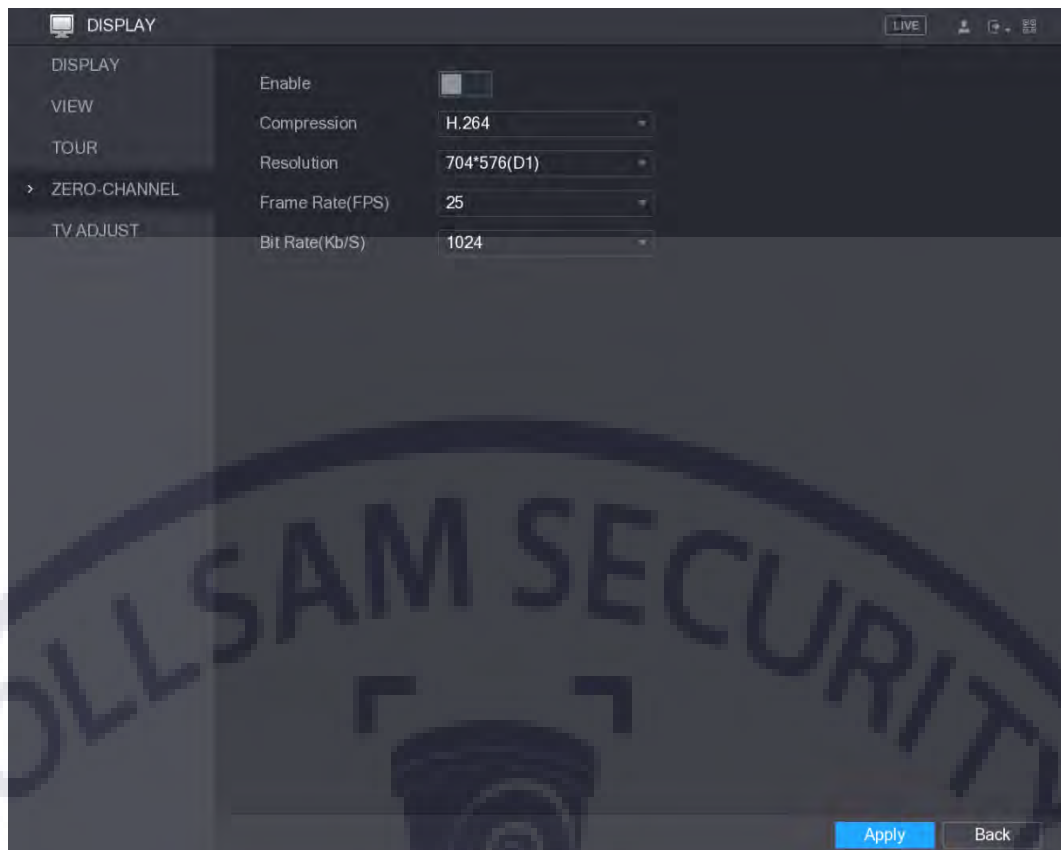 DISPLAY
LIVE
DISPLAY
VIEW
TOUR
ZERO-CHANNEL
TV ADJUST
Enable
Compression H.264
Resolution 704*576(D1)
Frame Rate(FPS) 25
Bit Rate(Kb/S) 1024
OLLSAM SECURITY
Apply Back